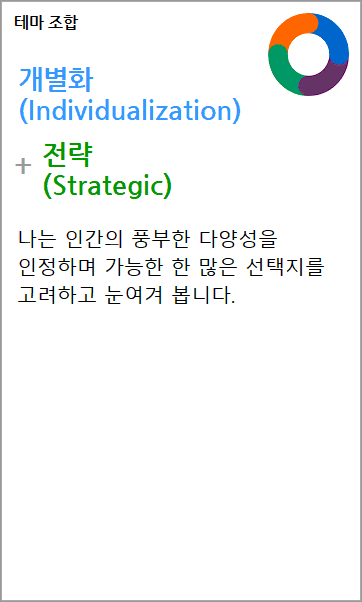 테마 조합
개별화
(Individualization)
+ 전략
(Strategic)
나는 인간의 풍부한 다양성을
인정하며 가능한 한 많은 선택지를
고려하고 눈여겨 봅니다.